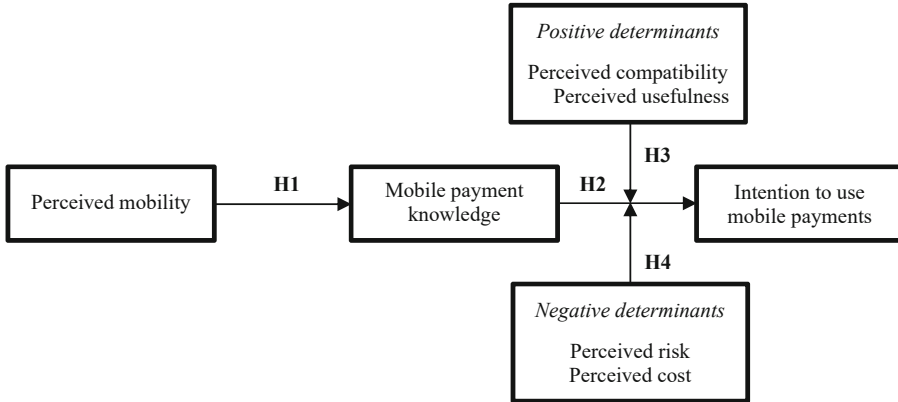 Positive determinants
Perceived compatibility
Perceived usefulness
H3
H1
H2
Perceived mobility
Mobile payment
knowledge
Intention to use
mobile payments
H4
Negative determinants
Perceived risk
Perceived cost